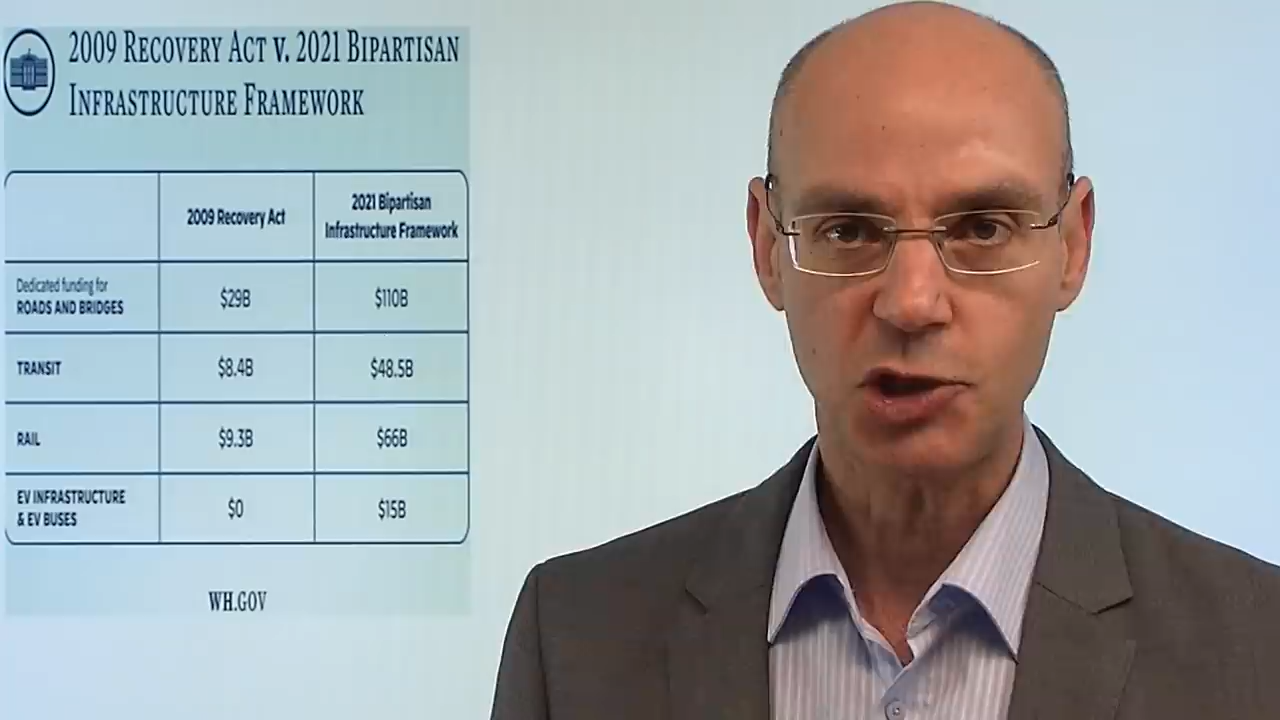 2009 RECOVERY ACT V. 2021 BIPARTISAN
INFRASTRUCTURE FRAMEWORK
2009 Recovery Act
2021 Bipartisan
Infrastructure Framework
Dedicated funding for
ROADS AND BRIDGES
$29B
$110B
TRANSIT
$8.4B
$48.5B
RAIL
$9.3B
$66B
EV INFRASTRUCTURE
& EV BUSES
$0
$15B
WH.GOV